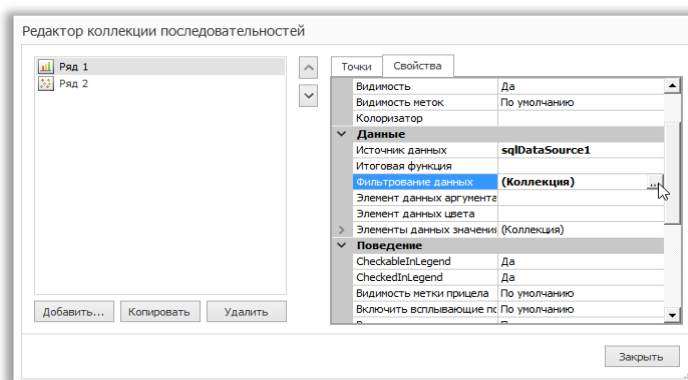 Редактор коллекции последовательностей
Ряд 1
Ряд 2
Точки Свойства
Видимость Да
Видимость меток По умолчанию
Колоризатор
Данные
Источник данных sqlDataSource1
Итоговая функция
Фильтрование данных (Коллекция) ...
Элемент данных аргумента
Элемент данных цвета
Элементы данных значения (Коллекция)
Поведение
CheckableInLegend Да
CheckedInLegend Да
Видимость метки прицела По умолчанию
Включить всплывающие пс По умолчанию
Добавить... Копировать Удалить
Закрыть